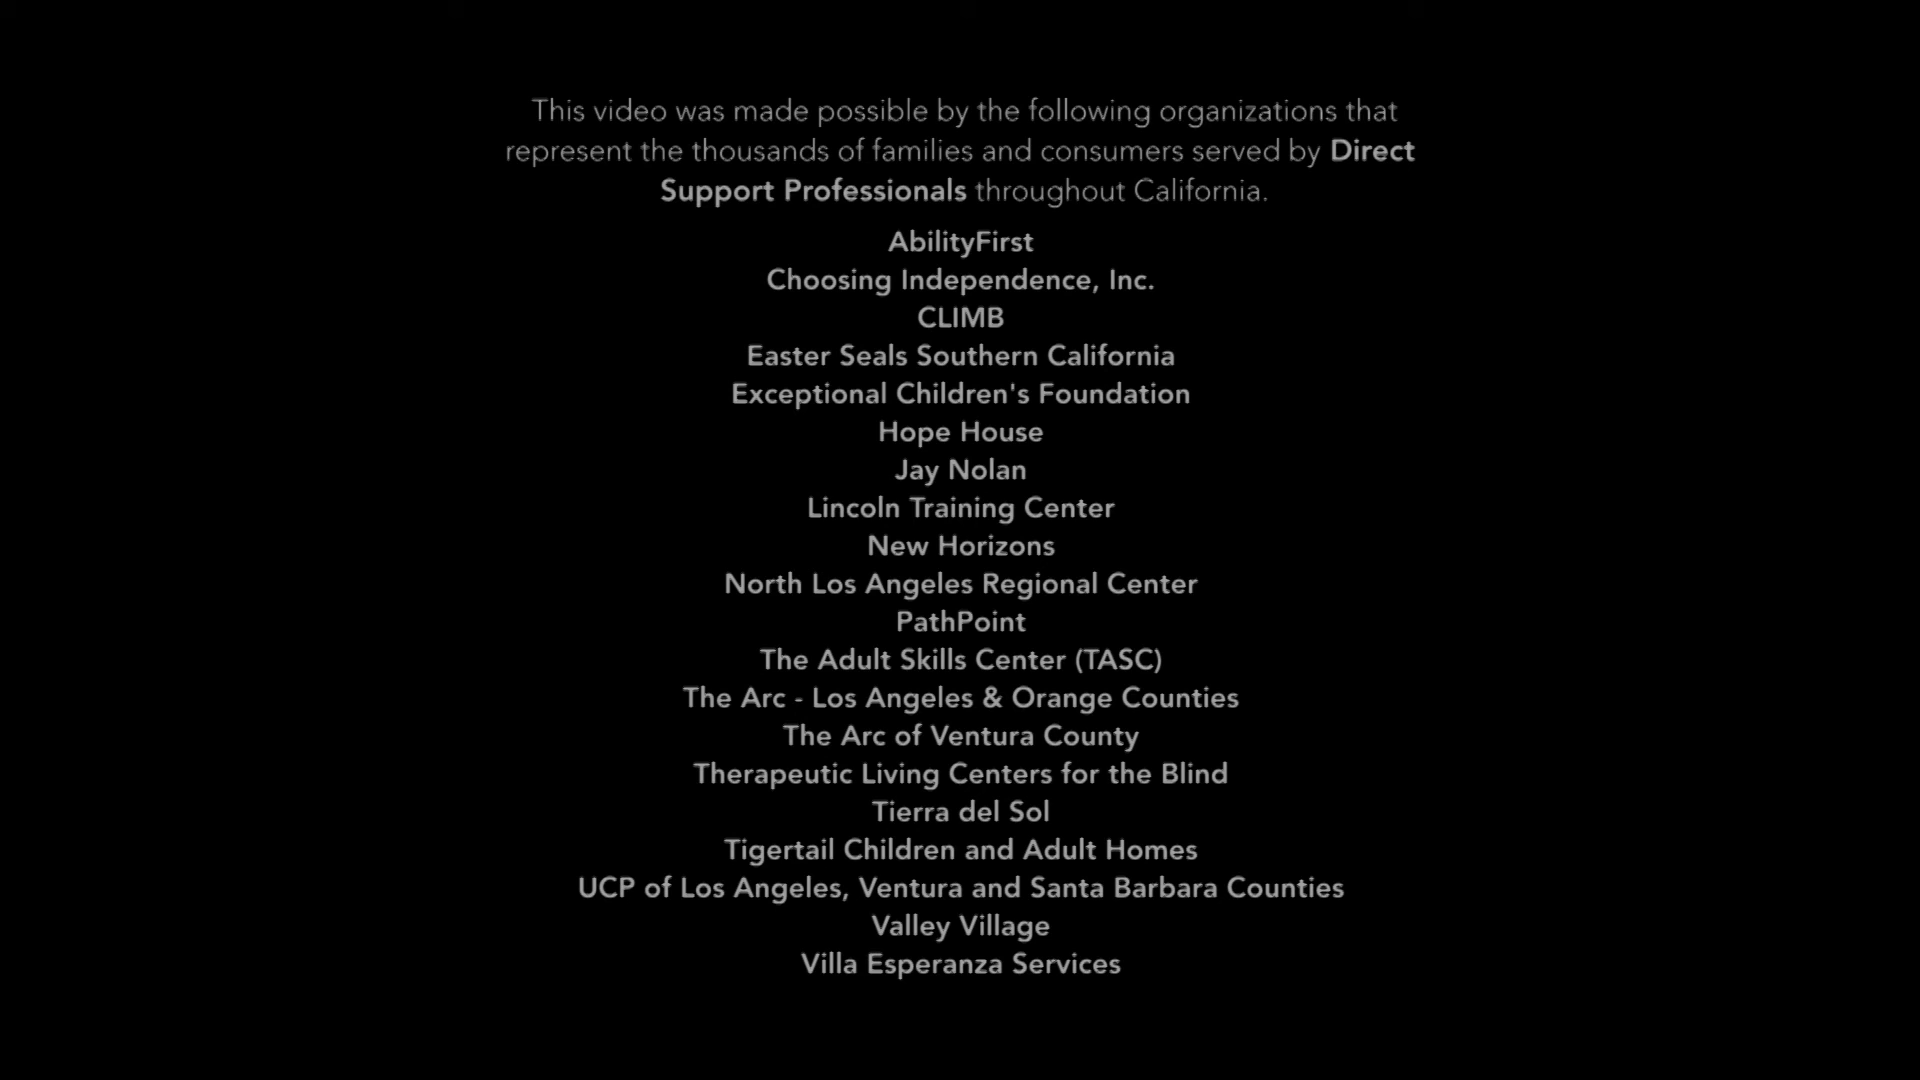 This video was made possible by the following organizations that
represent the thousands of families and consumers served by Direct
Support Professionals throughout California.
AbilityFirst
Choosing Independence, Inc.
CLIMB
Easter Seals Southern California
Exceptional Children's Foundation
Hope House
Jay Nolan
Lincoln Training Center
New Horizons
North Los Angeles Regional Center
PathPoint
The Adult Skills Center (TASC)
The Arc - Los Angeles & Orange Counties
The Arc of Ventura County
Therapeutic Living Centers for the Blind
Tierra del Sol
Tigertail Children and Adult Homes
UCP of Los Angeles, Ventura and Santa Barbara Counties
Valley Village
Villa Esperanza Services